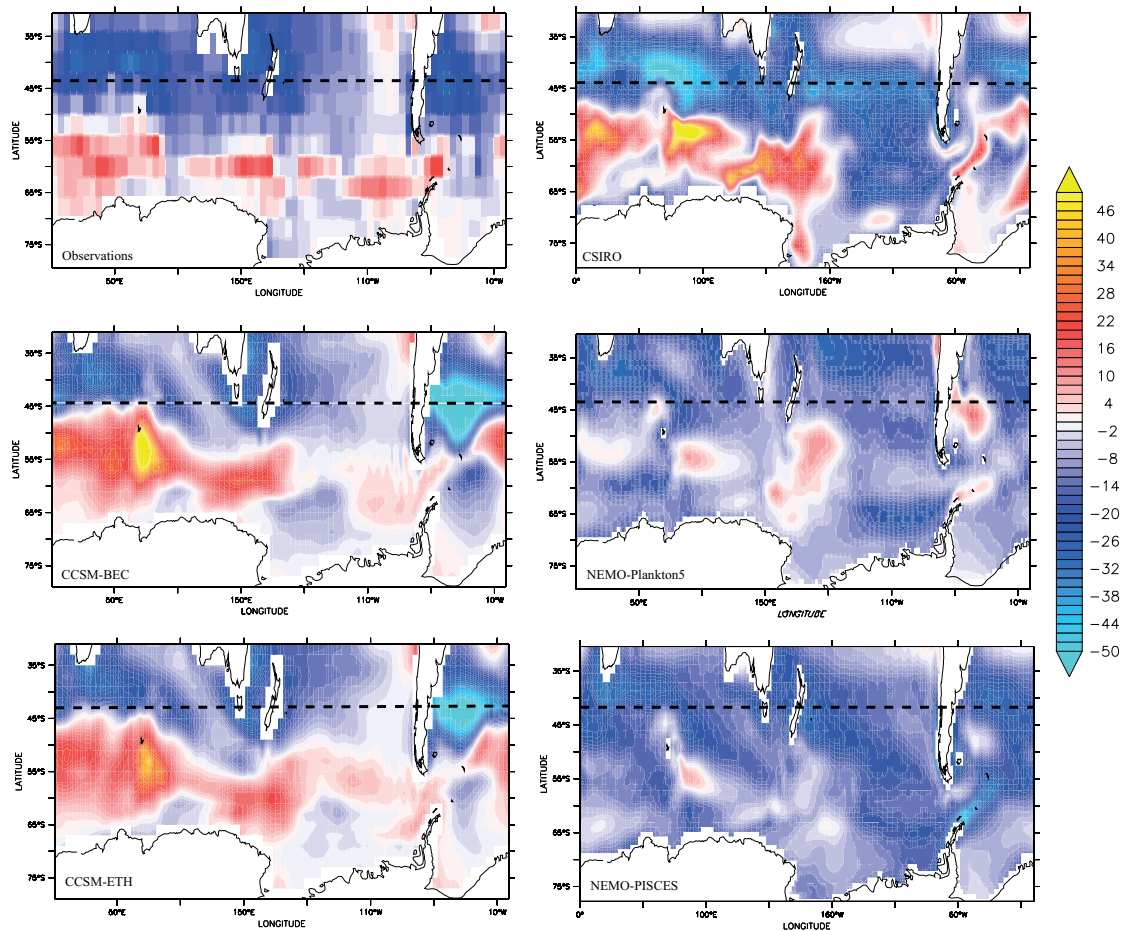 LATITUDE
35°S
45°S
55°S
65°S
75°S
Observations
50°E 150°E 110°W 10°W
LONGITUDE
LATITUDE
35°S
45°S
55°S
65°S
75°S
CSIRO
0° 100°E 160°W 60°W
LONGITUDE
LATITUDE
35°S
45°S
55°S
65°S
75°S
CCSM-BEC
50°E 150°E 110°W 10°W
LONGITUDE
LATITUDE
35°S
45°S
55°S
65°S
75°S
NEMO-Plankton5
50°E 150°E 110°W 10°W
LONGITUDE
LATITUDE
35°S
45°S
55°S
65°S
75°S
CCSM-ETH
50°E 150°E 110°W 10°W
LONGITUDE
LATITUDE
35°S
45°S
55°S
65°S
75°S
NEMO-PISCES
0° 100°E 160°W 60°W
LONGITUDE
46
40
34
28
22
16
10
4
−2
−8
−14
−20
−26
−32
−38
−44
−50